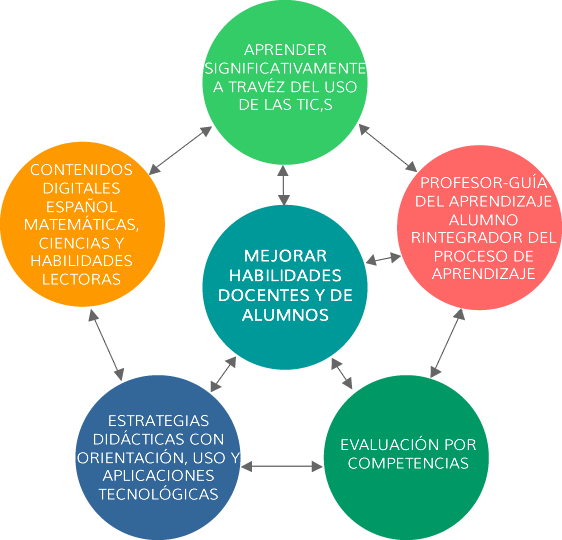 APRENDER
SIGNIFICATIVAMENTE
A TRAVÉZ DEL USO
DE LAS TIC,S
CONTENIDOS
DIGITALES
ESPAÑOL
MATEMÁTICAS,
CIENCIAS Y
HABILIDADES
LECTORAS
PROFESOR-GUÍA
DEL APRENDIZAJE
ALUMNO
RINTEGRADOR DEL
PROCESO DE
APRENDIZAJE
MEJORAR
HABILIDADES
DOCENTES Y DE
ALUMNOS
ESTRATEGIAS
DIDÁCTICAS CON
ORIENTACIÓN, USO Y
APLICACIONES
TECNOLÓGICAS
EVALUACIÓN POR
COMPETENCIAS